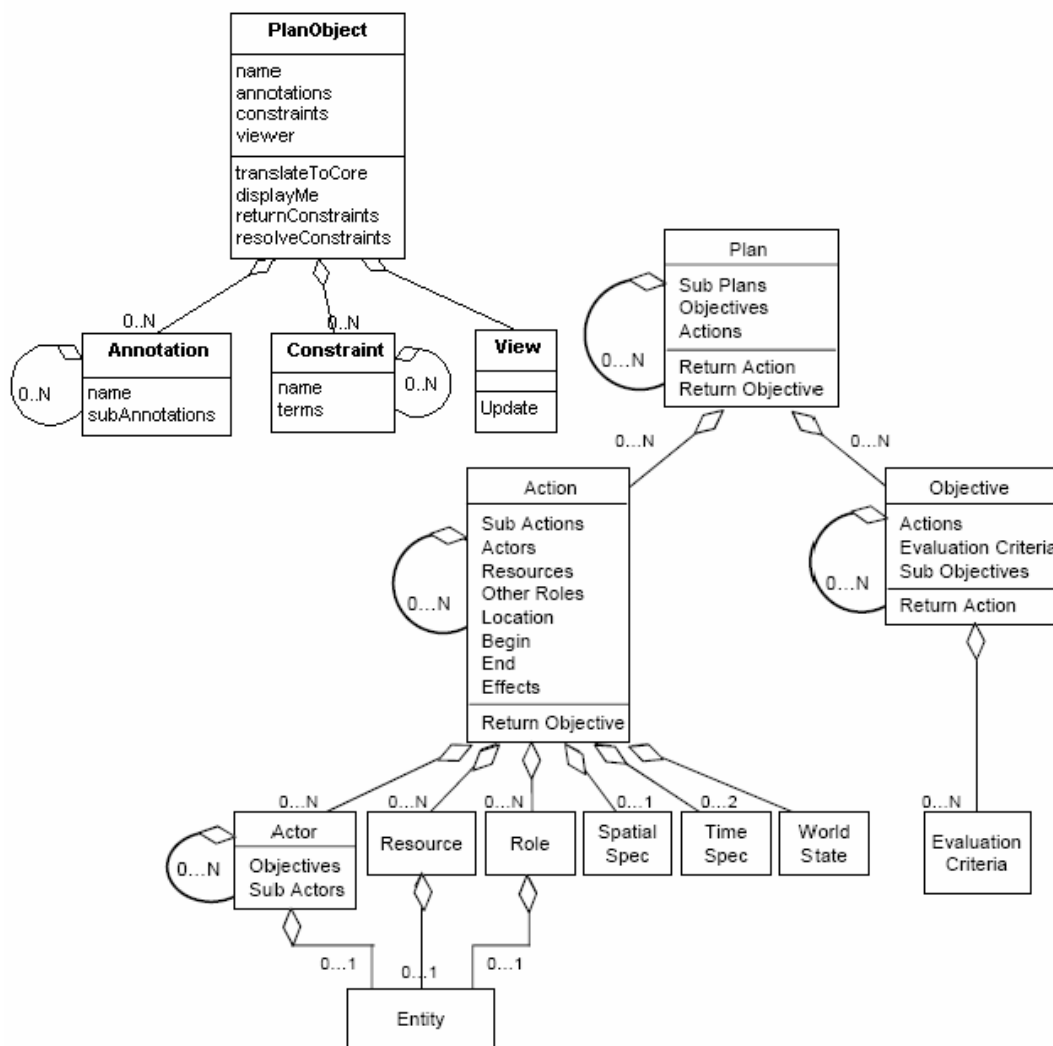 PlanObject
name
annotations
constraints
viewer
translateToCore
displayMe
returnConstraints
resolveConstraints
0..N
0..N
Annotation
name
subAnnotations
0..N
Constraint
name
terms
0..N
View
Update
Plan
Sub Plans
Objectives
Actions
Return Action
Return Objective
0...N
0...N
0...N
Action
Sub Actions
Actors
Resources
Other Roles
Location
Begin
End
Effects
Return Objective
0...N
Objective
Actions
Evaluation Criteria
Sub Objectives
Return Action
0...N
0...N
0...N
0...N
0...1
0...2
0...N
Actor
Objectives
Sub Actors
0...N
Resource
Role
Spatial
Spec
Time
Spec
World
State
Evaluation
Criteria
0...1
0...1
0...1
Entity